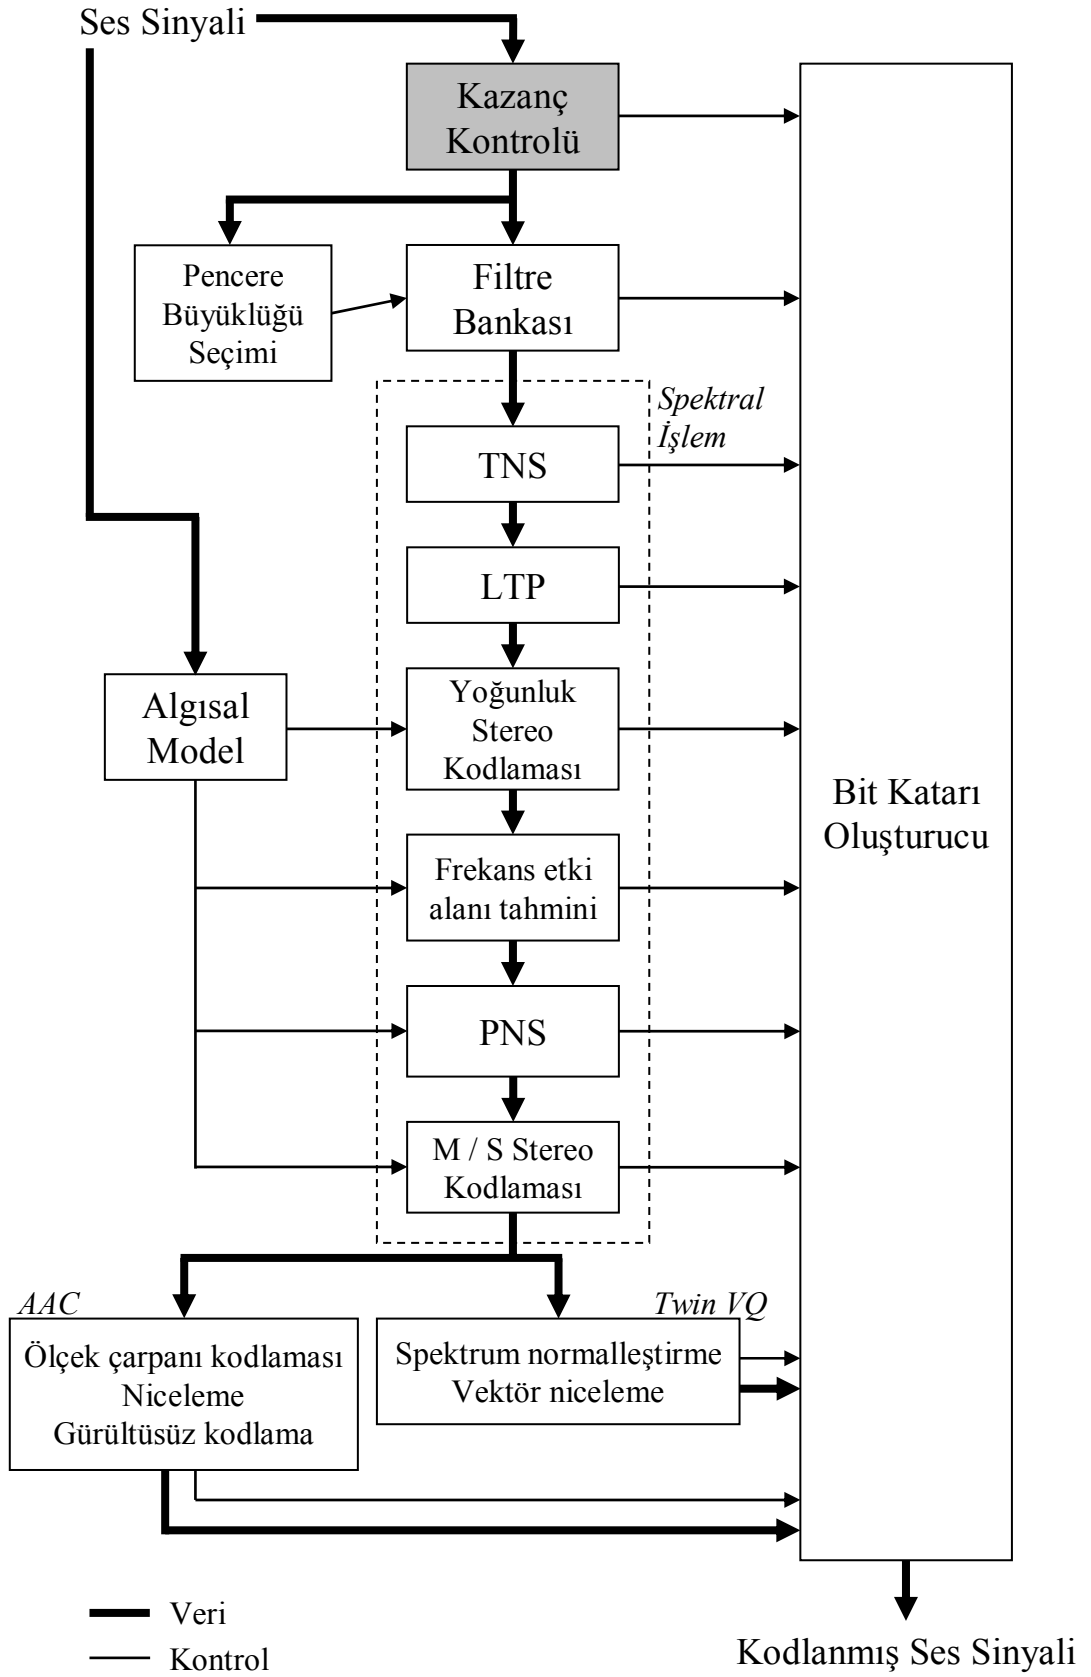 Ses Sinyali
Kazanç
Kontrolü
Pencere
Büyüklüğü
Seçimi
Filtre
Bankası
Spektral
İşlem
TNS
LTP
Algısal
Model
Yoğunluk
Stereo
Kodlaması
Bit Katarı
Oluşturucu
Frekans etki
alanı tahmini
PNS
M / S Stereo
Kodlaması
AAC
Twin VQ
Ölçek çarpanı kodlaması
Niceleme
Gürültüsüz kodlama
Spektrum normalleştirme
Vektör niceleme
Veri
Kontrol
Kodlanmış Ses Sinyali